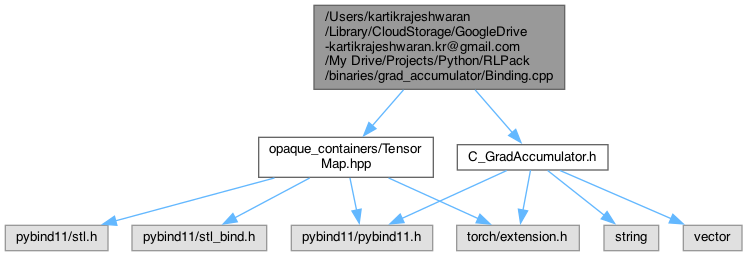 /Users/kartikrajeshwaran
/Library/CloudStorage/GoogleDrive
-kartikrajeshwaran.kr@gmail.com
/My Drive/Projects/Python/RLPack
/binaries/grad_accumulator/Binding.cpp
opaque_containers/Tensor
Map.hpp
C_GradAccumulator.h
pybind11/stl.h
pybind11/stl_bind.h
pybind11/pybind11.h
torch/extension.h
string
vector